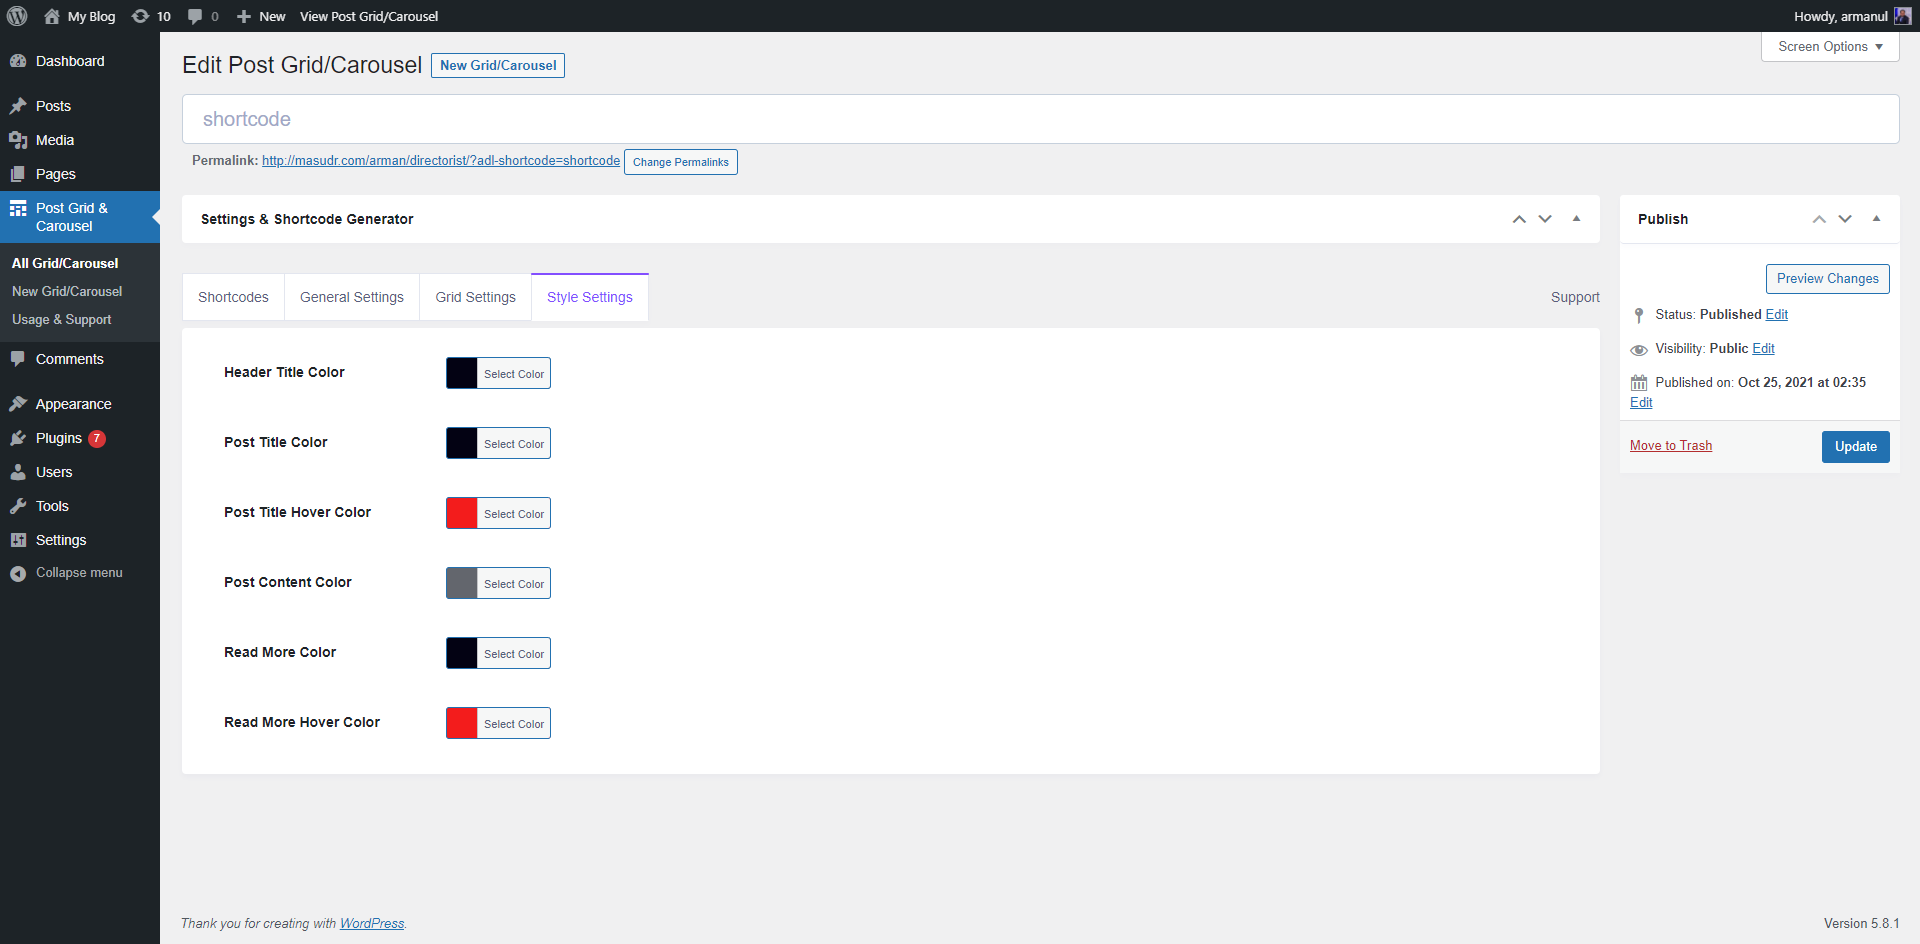 My Blog 10 0 New View Post Grid/Carousel Howdy, armanul
Screen Options
Dashboard
Posts
Media
Pages
Post Grid &
Carousel
All Grid/Carousel
New Grid/Carousel
Usage & Support
Comments
Appearance
Plugins 7
Users
Tools
Settings
Collapse menu
Edit Post Grid/Carousel New Grid/Carousel
shortcode
Permalink: http://masudr.com/arman/directorist/?adl-shortcode=shortcode Change Permalinks
Settings & Shortcode Generator
Shortcodes General Settings Grid Settings Style Settings Support
Header Title Color Select Color
Post Title Color Select Color
Post Title Hover Color Select Color
Post Content Color Select Color
Read More Color Select Color
Read More Hover Color Select Color
Publish
Preview Changes
Status: Published Edit
Visibility: Public Edit
Published on: Oct 25, 2021 at 02:35
Edit
Move to Trash Update
Thank you for creating with WordPress. Version 5.8.1